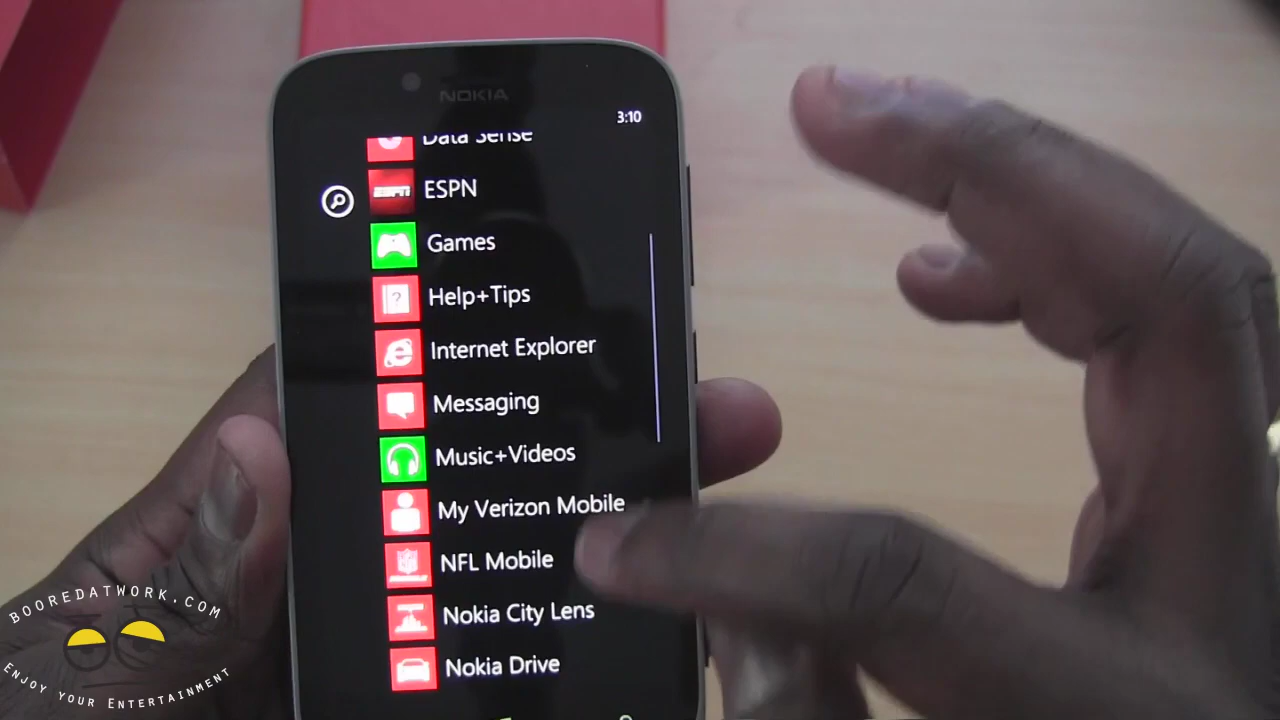 NOKIA
3:10
Data Sense
ESPN
ESPN
Games
Help+Tips
Internet Explorer
Messaging
Music+Videos
My Verizon Mobile
NFL Mobile
Nokia City Lens
Nokia Drive
BOOREDATWORK.COM
ENJOY YOUR ENTERTAINMENT